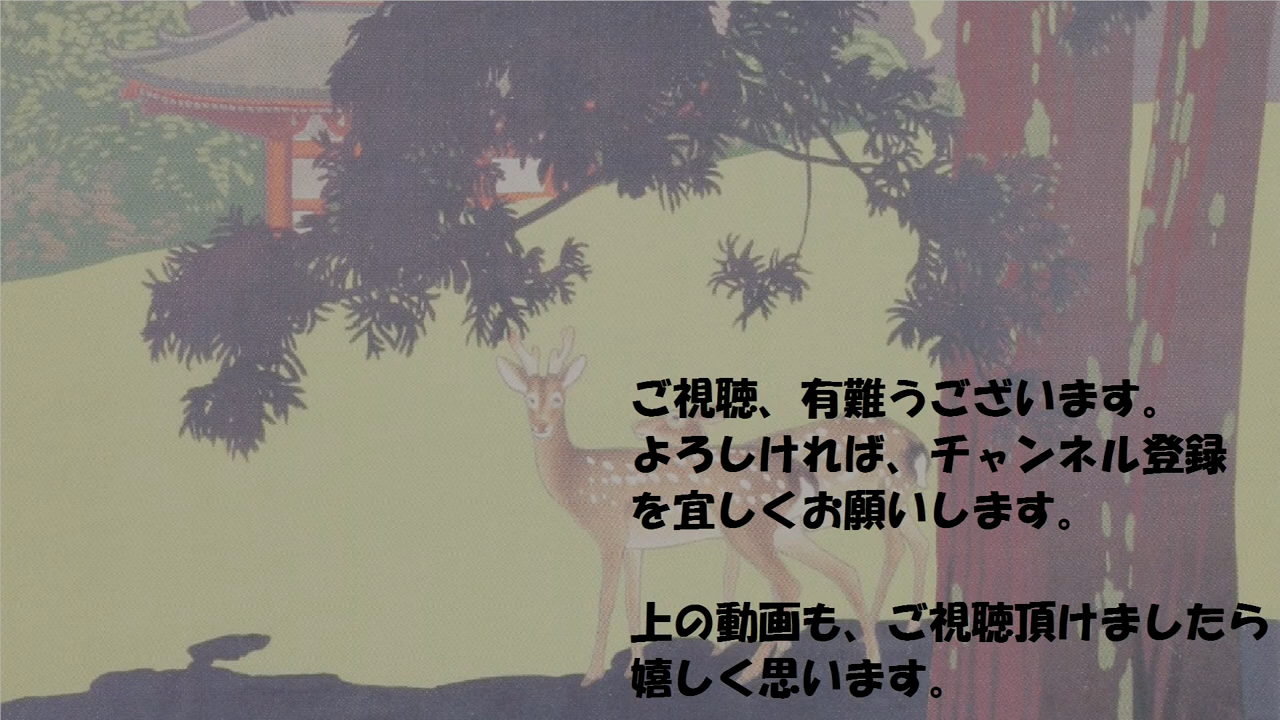 ご視聴、有難うございます。
よろしければ、チャンネル登録
を宜しくお願いします。
上の動画も、ご視聴頂けましたら
嬉しく思います。